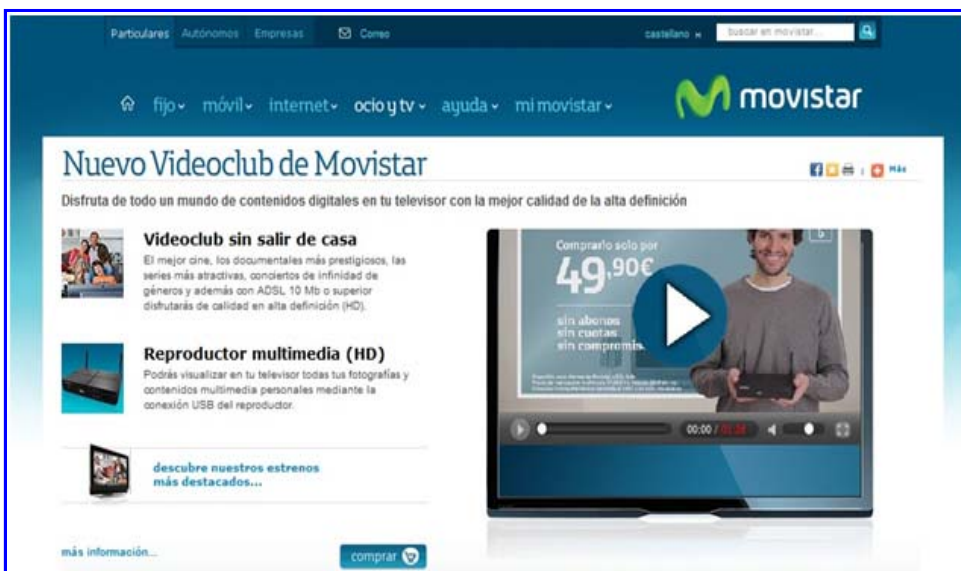 Particulares Autónomos Empresas Correo castellano buscar en movistar...
fijo móvil internet ocio y tv ayuda mi movistar movistar
Nuevo Videoclub de Movistar
Más
Disfruta de todo un mundo de contenidos digitales en tu televisor con la mejor calidad de la alta definición
Videoclub sin salir de casa
El mejor cine, los documentales más prestigiosos, las
series más atractivas, conciertos de infinidad de
géneros y además con ADSL 10 Mb o superior
disfrutarás de calidad en alta definición (HD).
Reproductor multimedia (HD)
Podrás visualizar en tu televisor todas tus fotografías y
contenidos multimedia personales mediante la
conexión USB del reproductor.
descubre nuestros estrenos
más destacados...
más información...
comprar
Comprarlo solo por
49,90€
sin abonos
sin cuotas
sin compromis
00:00 /